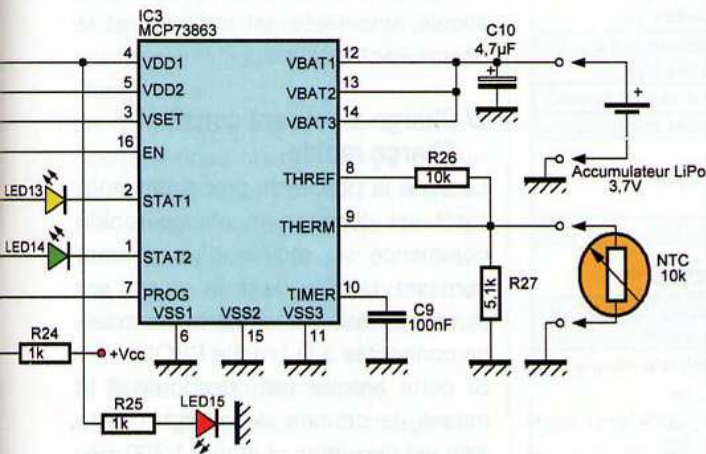 IC3
MCP73863
4
VDD1
5
VDD2
3
VSET
16
EN
2
STAT1
1
STAT2
7
PROG
VSS1
6
VSS2
15
VSS3
11
VBAT1
12
VBAT2
13
VBAT3
14
THREF
8
THERM
9
TIMER
10
LED13
LED14
C10
4,7µF
+
+
Accumulateur LiPo
3,7V
R26
10k
R27
5,1k
NTC
10k
C9
100nF
R24
1k
+Vcc
R25
1k
LED15